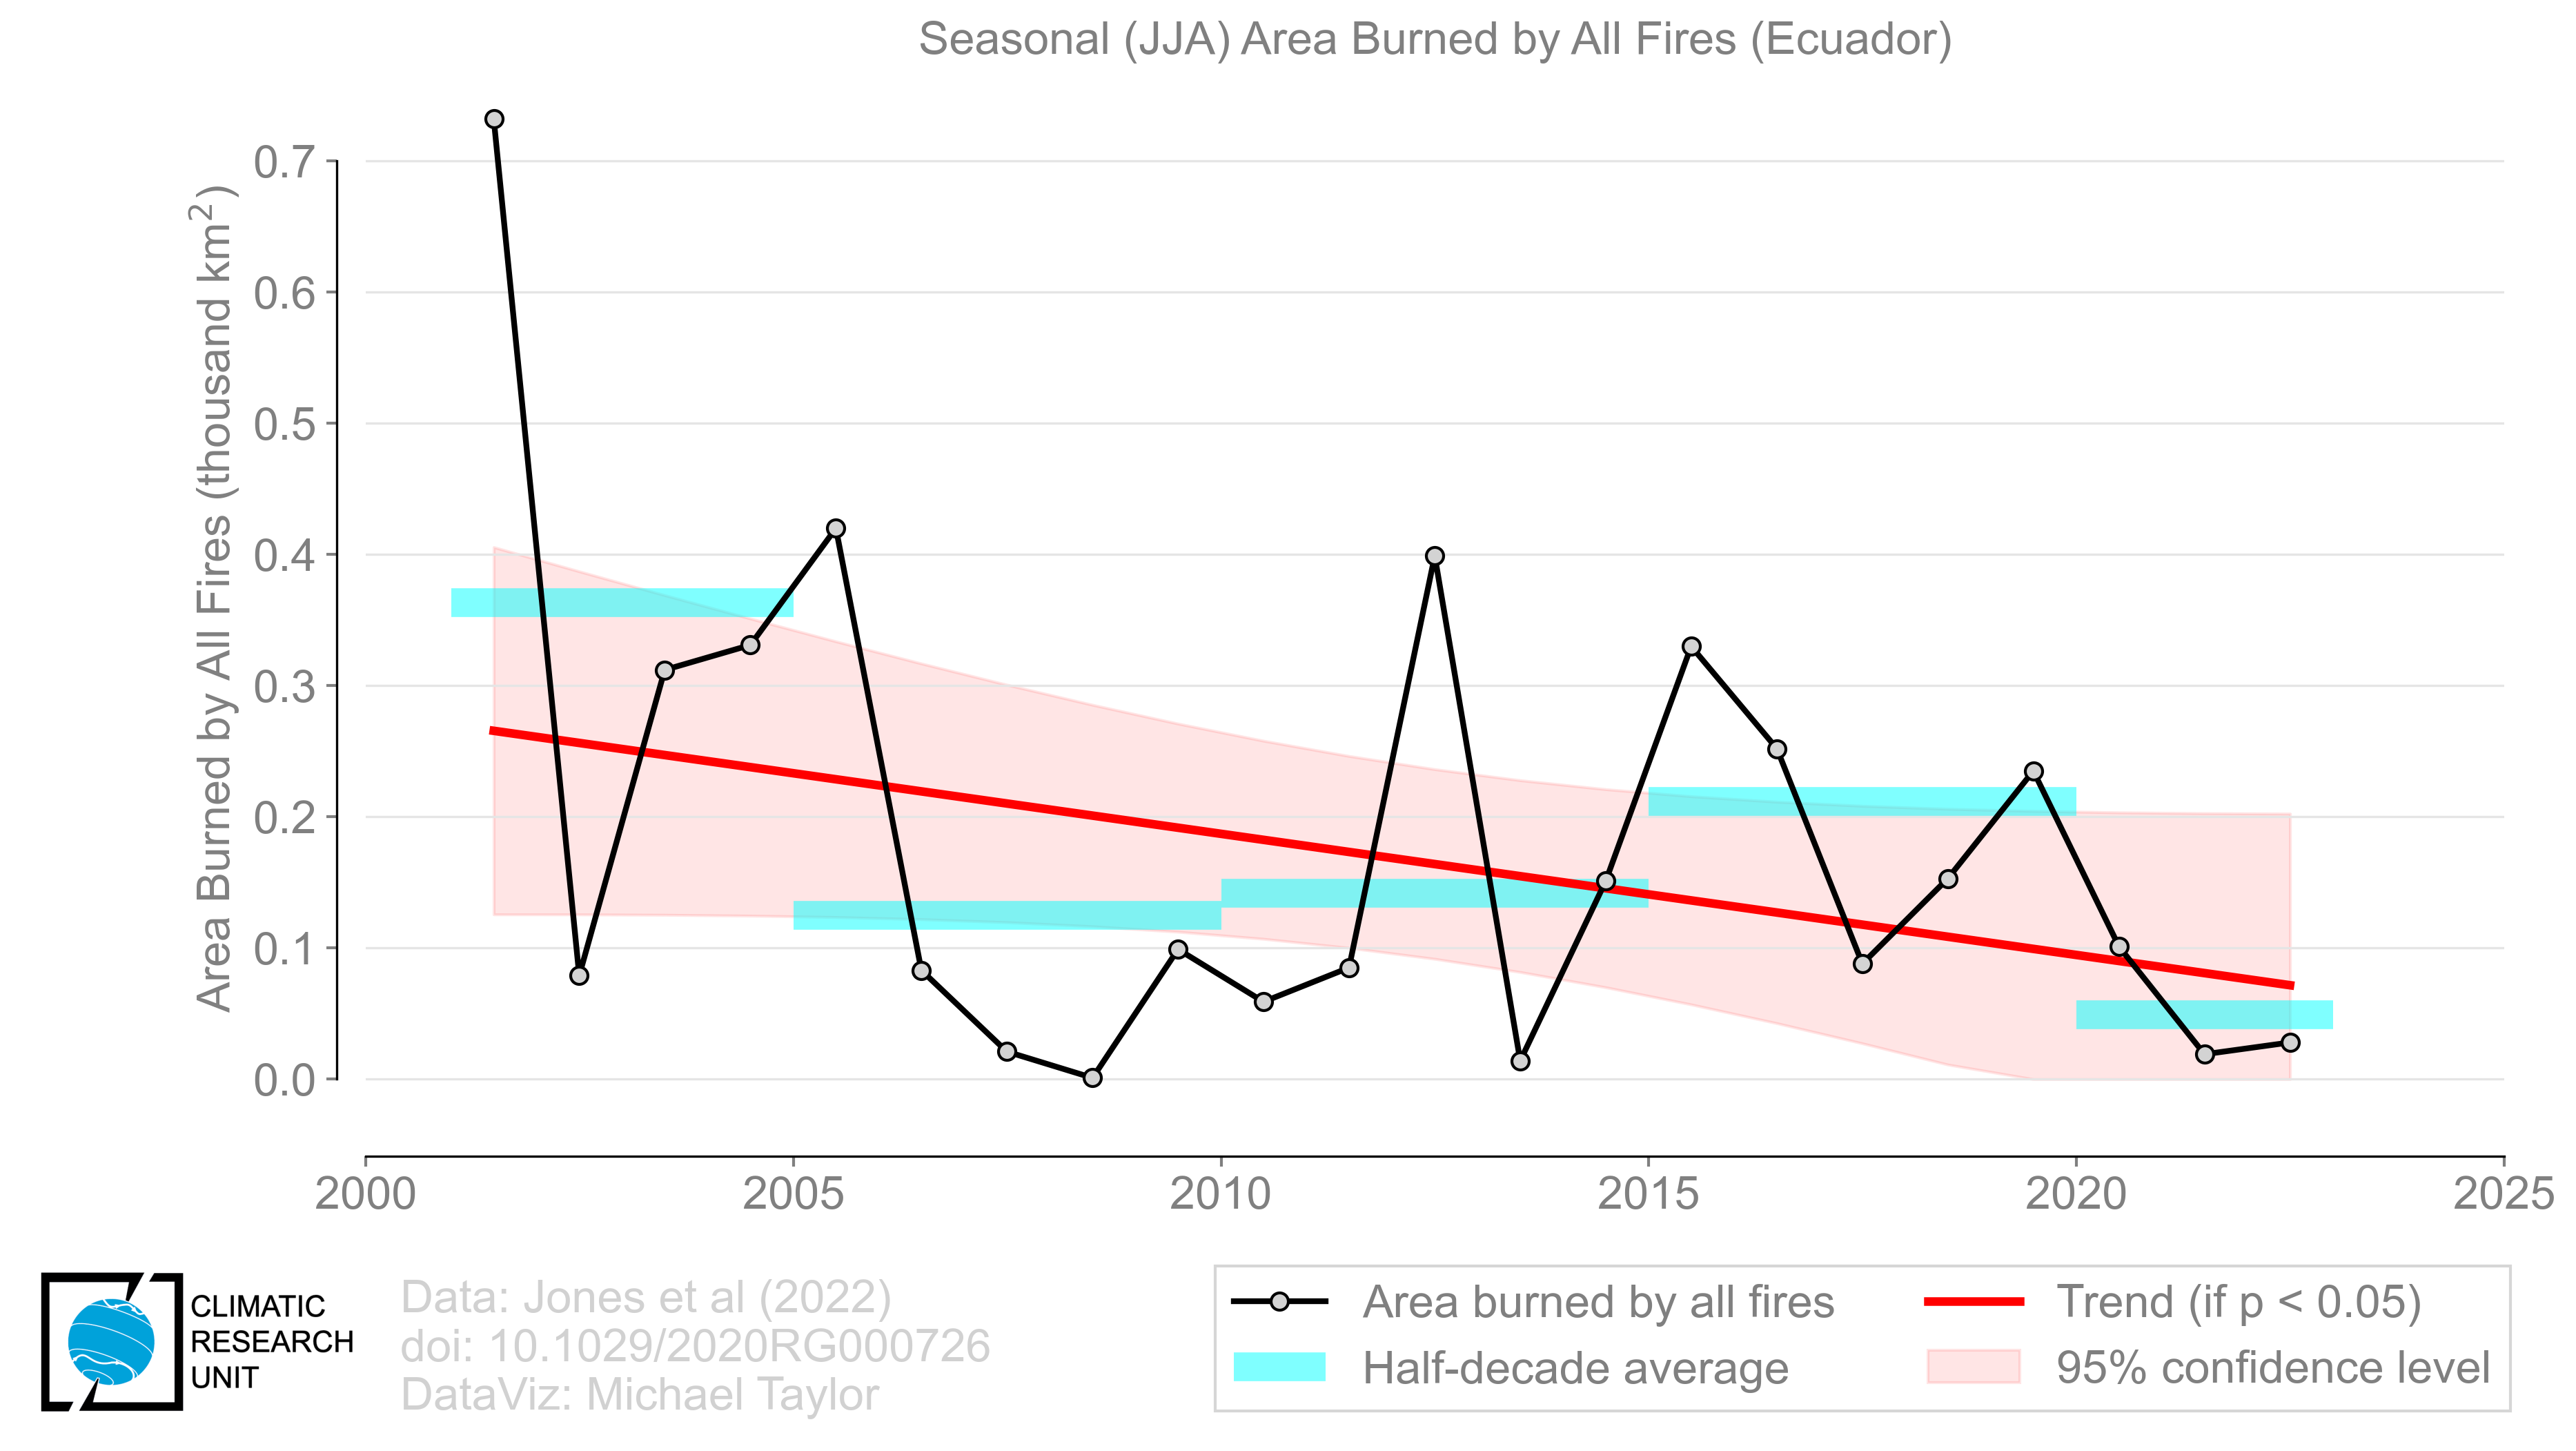 Seasonal (JJA) Area Burned by All Fires (Ecuador)
Area Burned by All Fires (thousand km²)
0.7
0.6
0.5
0.4
0.3
0.2
0.1
0.0
2000 2005 2010 2015 2020 2025
CLIMATIC
RESEARCH
UNIT
Data: Jones et al (2022)
doi: 10.1029/2020RG000726
DataViz: Michael Taylor
Area burned by all fires
Half-decade average
Trend (if p < 0.05)
95% confidence level